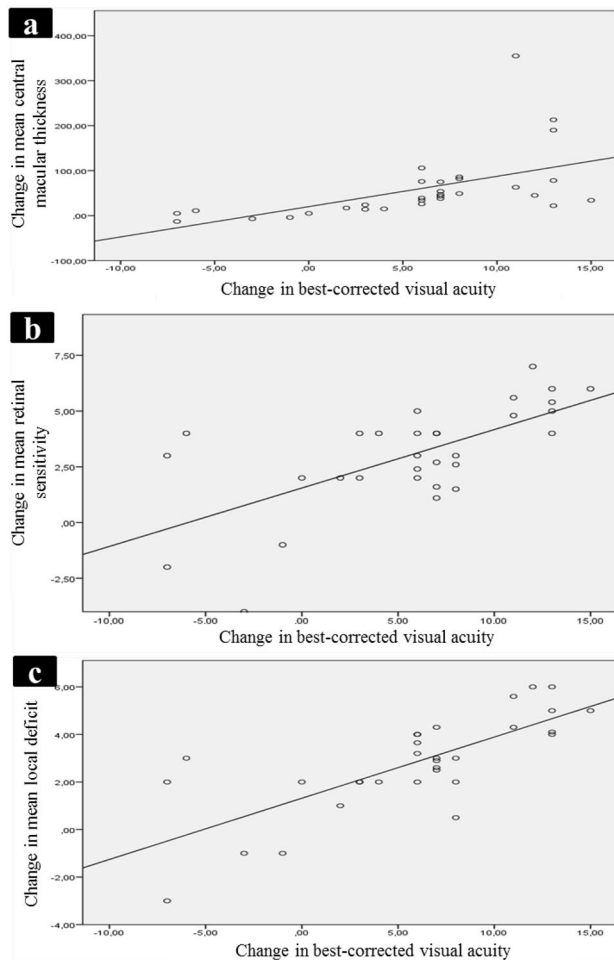 a
Change in mean central
macular thickness
400,00
300,00
200,00
100,00
,00
-100,00
-10,00 -5,00 ,00 5,00 10,00 15,00
Change in best-corrected visual acuity
b
Change in mean retinal
sensitivity
7,50
5,00
2,50
,00
-2,50
-10,00 -5,00 ,00 5,00 10,00 15,00
Change in best-corrected visual acuity
c
Change in mean local deficit
6,00
4,00
2,00
,00
-2,00
-4,00
-10,00 -5,00 ,00 5,00 10,00 15,00
Change in best-corrected visual acuity